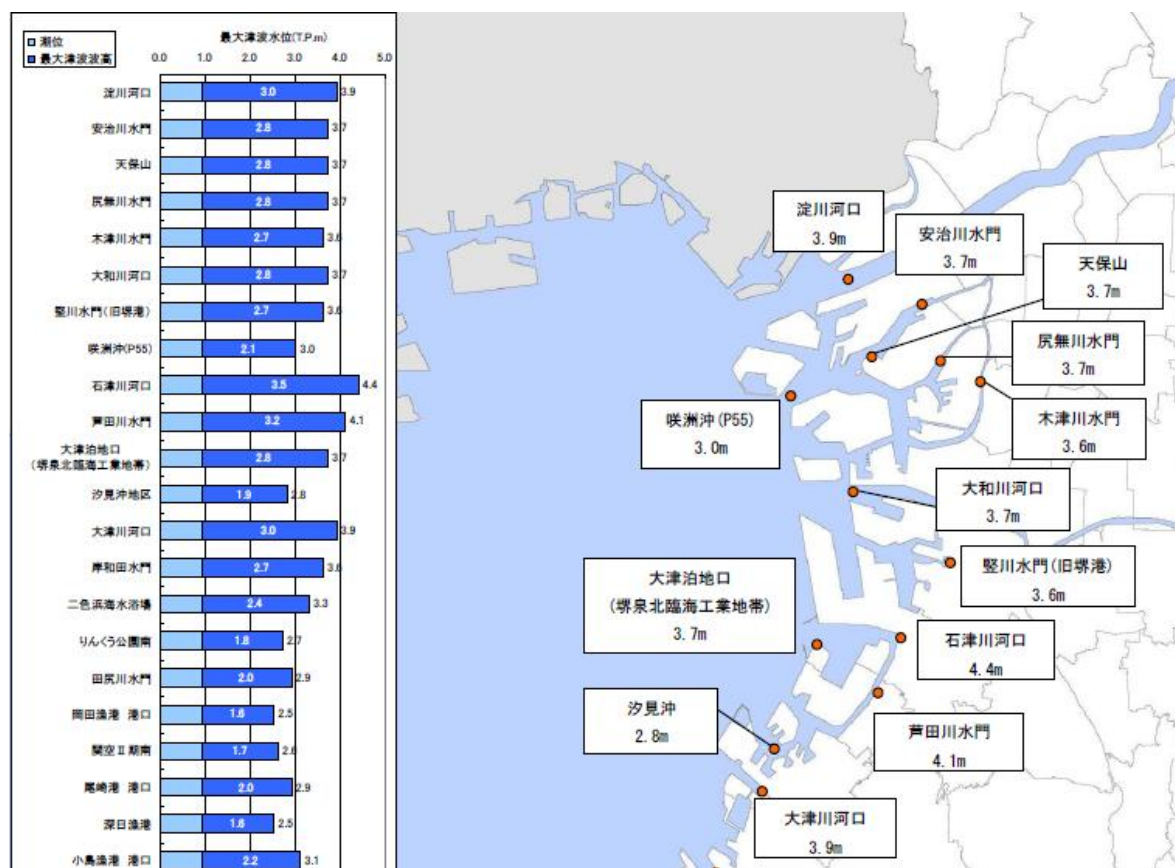 潮位
最大津波波高
最大津波水位(T.P.m)
0.0 1.0 2.0 3.0 4.0 5.0
淀川河口 3.0 3.9
安治川水門 2.8 3.7
天保山 2.8 3.7
尻無川水門 2.8 3.7
木津川水門 2.7 3.6
大和川河口 2.8 3.7
竪川水門(旧堺港) 2.7 3.6
咲洲沖(P55) 2.1 3.0
石津川河口 3.5 4.4
芦田川水門 3.2 4.1
大津泊地口
(堺泉北臨海工業地帯) 2.8 3.7
汐見沖地区 1.9 2.8
大津川河口 3.0 3.9
岸和田水門 2.7 3.6
二色浜海水浴場 2.4 3.3
りんくう公園南 1.8 2.7
田尻川水門 2.0 2.9
岡田漁港 港口 1.6 2.5
関空Ⅱ期南 1.7 2.6
尾崎港 港口 2.0 2.9
深日漁港 1.6 2.5
小島漁港 港口 2.2 3.1
淀川河口
3.9m
安治川水門
3.7m
天保山
3.7m
尻無川水門
3.7m
木津川水門
3.6m
咲洲沖(P55)
3.0m
大和川河口
3.7m
竪川水門(旧堺港)
3.6m
大津泊地口
(堺泉北臨海工業地帯)
3.7m
石津川河口
4.4m
汐見沖
2.8m
芦田川水門
4.1m
大津川河口
3.9m